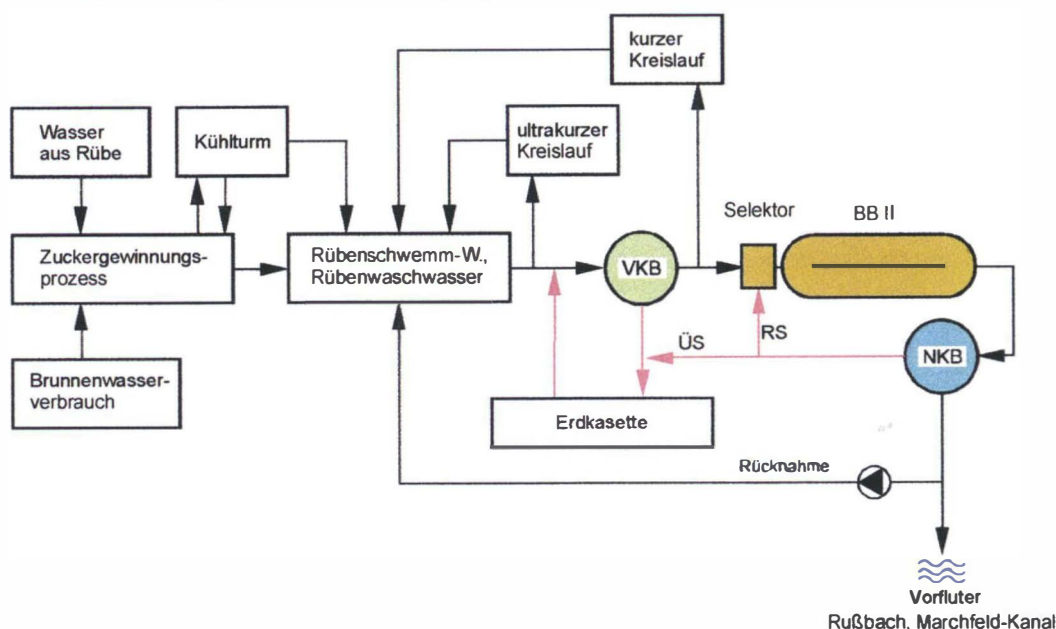 kurzer
Kreislauf
Wasser
aus Rübe
Kühlturm
ultrakurzer
Kreislauf
Selektor
BB II
Zuckergewinnungs-
prozess
Rübenschwemm-W.,
Rübenwaschwasser
VKB
ÜS
RS
NKB
Brunnenwasser-
verbrauch
Erdkasette
Rücknahme
Vorfluter
Rußbach, Marchfeld-Kanal